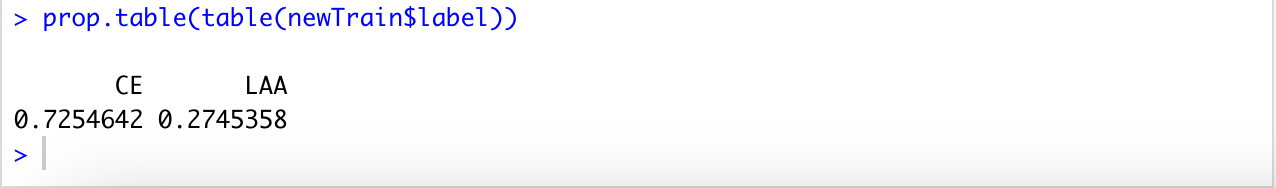 > prop.table(table(newTrain$label))
CE LAA
0.7254642 0.2745358
>